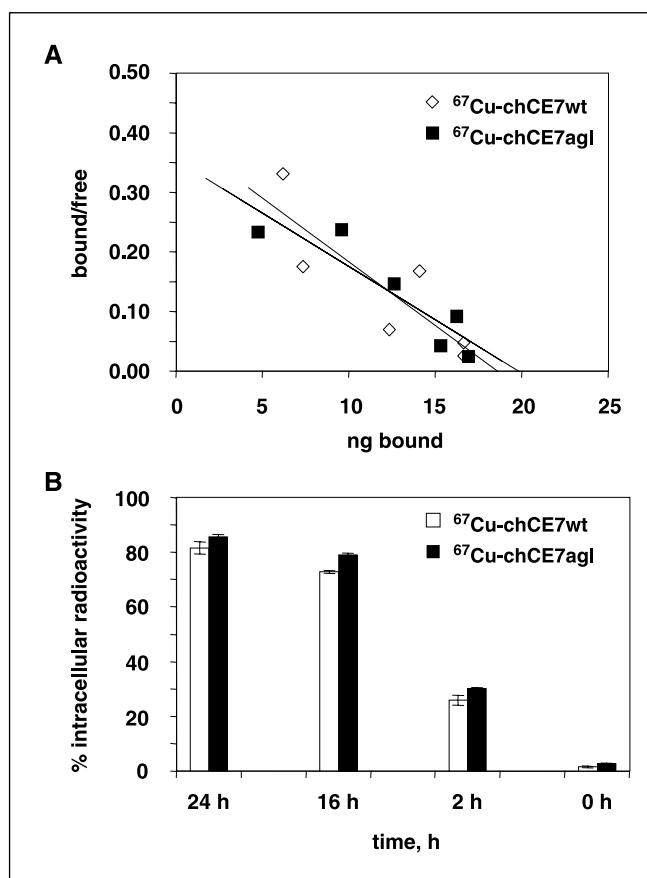 A
0.50
0.40
0.30
0.20
0.10
0.00
bound/free
⁶⁷Cu-chCE7wt
⁶⁷Cu-chCE7agl
0 5 10 15 20 25
ng bound
B
100
80
60
40
20
0
% intracellular radioactivity
⁶⁷Cu-chCE7wt
⁶⁷Cu-chCE7agl
24 h 16 h 2 h 0 h
time, h